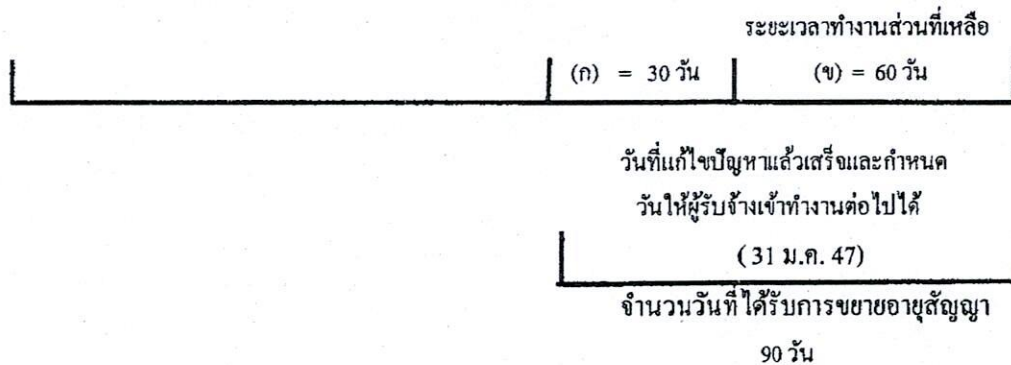 ระยะเวลาทำงานส่วนที่เหลือ
(ก) = 30 วัน (ข) = 60 วัน
วันที่แก้ไขปัญหาแล้วเสร็จและกำหนด
วันให้ผู้รับจ้างเข้าทำงานต่อไปได้
( 31 ม.ค. 47)
จำนวนวันที่ได้รับการขยายอายุสัญญา
90 วัน